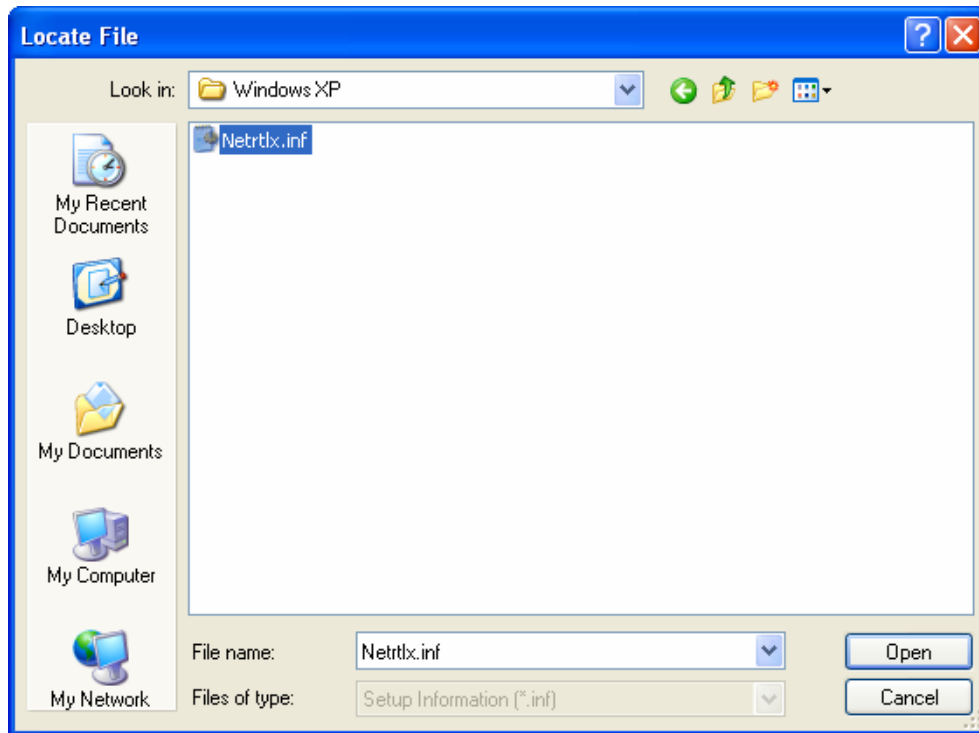 Locate File
Look in:
Windows XP
Netrtlx.inf
My Recent
Documents
Desktop
My Documents
My Computer
My Network
File name:
Netrtlx.inf
Open
Files of type:
Setup Information (*.inf)
Cancel